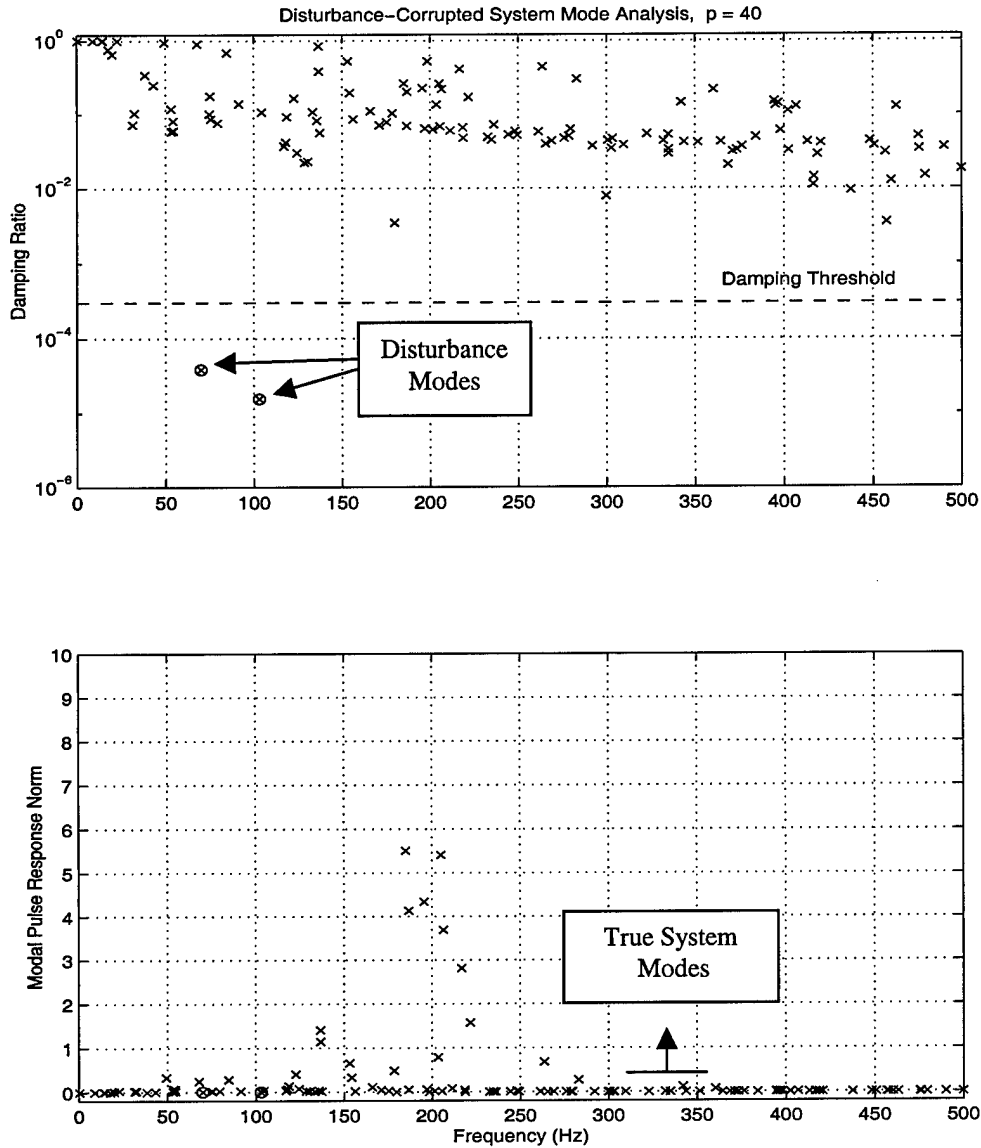 Disturbance−Corrupted System Mode Analysis, p = 40
10^0
10^−2
10^−4
10^−6
Damping Ratio
Damping Threshold
Disturbance
Modes
0 50 100 150 200 250 300 350 400 450 500
10
9
8
7
6
5
4
3
2
1
0
Modal Pulse Response Norm
True System
Modes
0 50 100 150 200 250 300 350 400 450 500
Frequency (Hz)